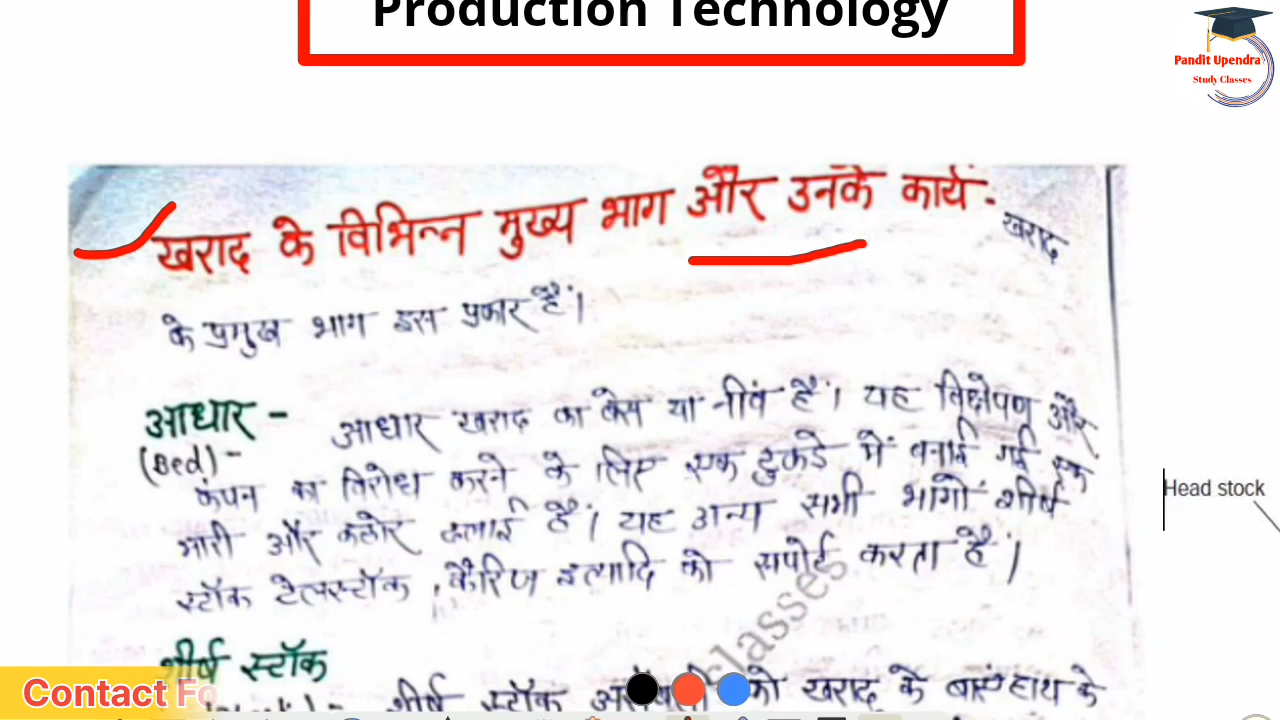 Production Technology
Pandit Upendra
Study Classes
खराद के विभिन्न मुख्य भाग और उनके कार्य -
खराद
के प्रमुख भाग इस प्रकार है।
आधार - आधार खराद का बेस या नींव है। यह विक्षेपण और
(Bed) -
कंपन का विरोध करने के लिए एक टुकडे में बनाई गई एक
भारी और कठोर ढलाई है। यह अन्य सभी भागों शीर्ष
स्टॉक टेलस्टॉक, कैरिज इत्यादि को सपोर्ट करता है।
Head stock
Classes
शीर्ष स्टॉक
शीर्ष स्टॉक को खराद के बाएं हाथ के
Contact Fo